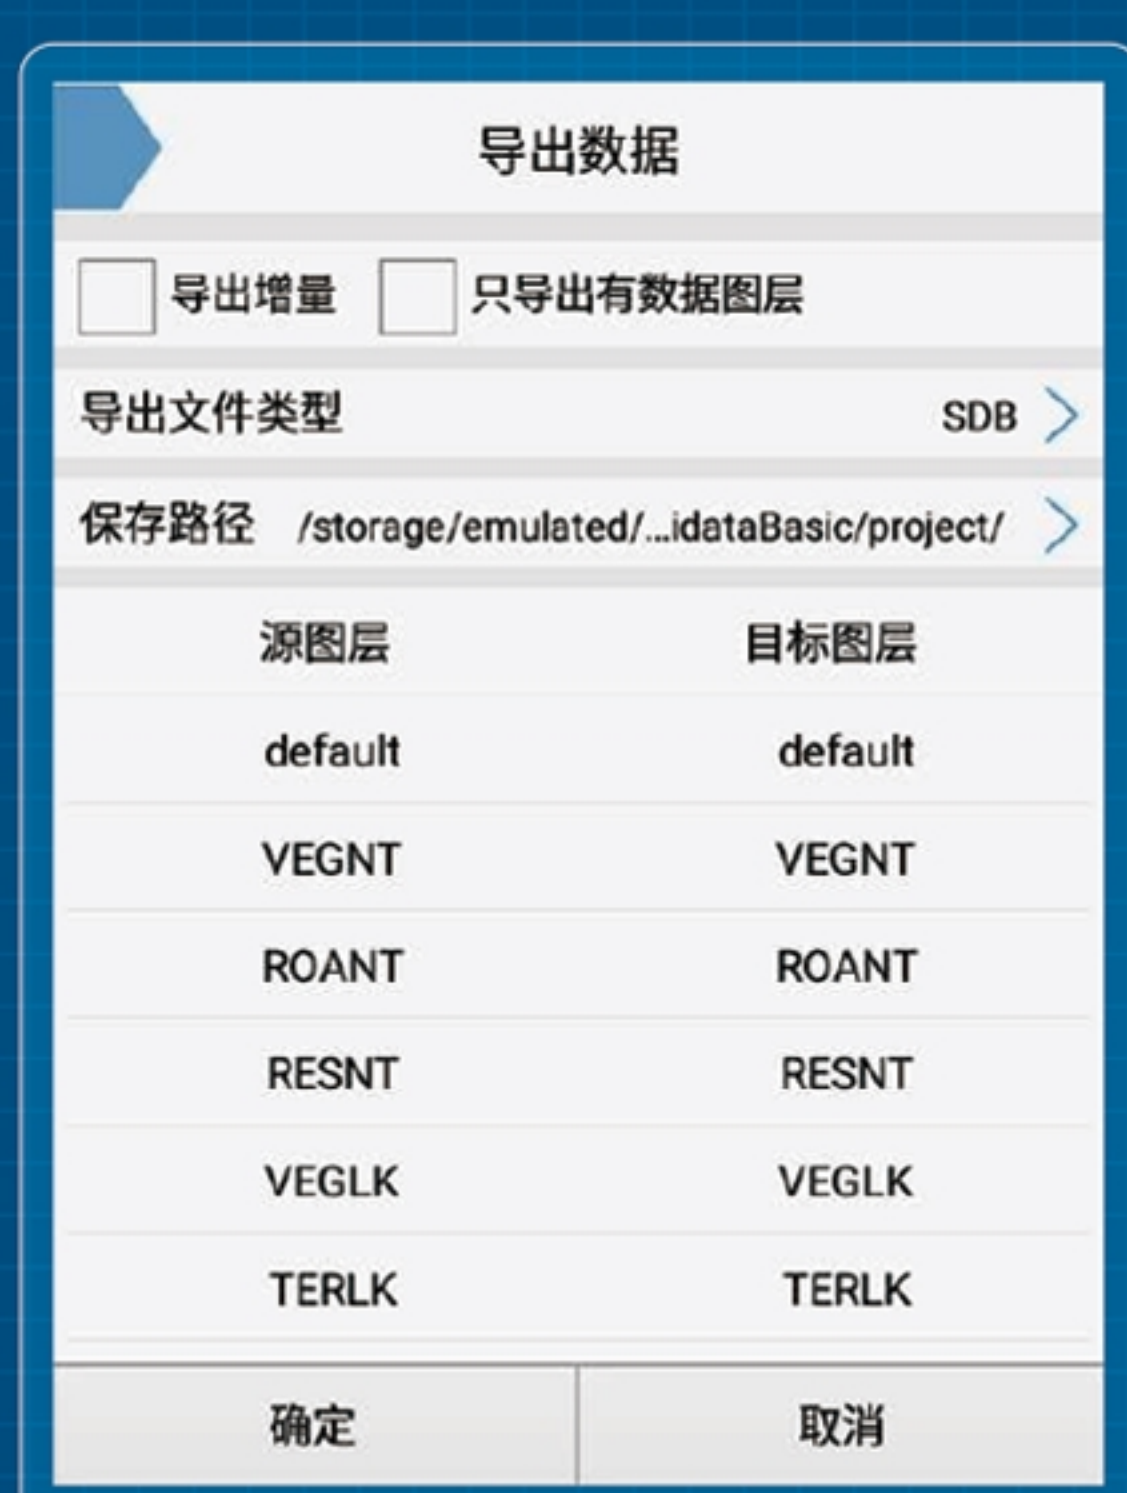 导出数据
导出增量 只导出有数据图层
导出文件类型 SDB
保存路径 /storage/emulated/...idataBasic/project/
源图层 目标图层
default default
VEGNT VEGNT
ROANT ROANT
RESNT RESNT
VEGLK VEGLK
TERLK TERLK
确定 取消